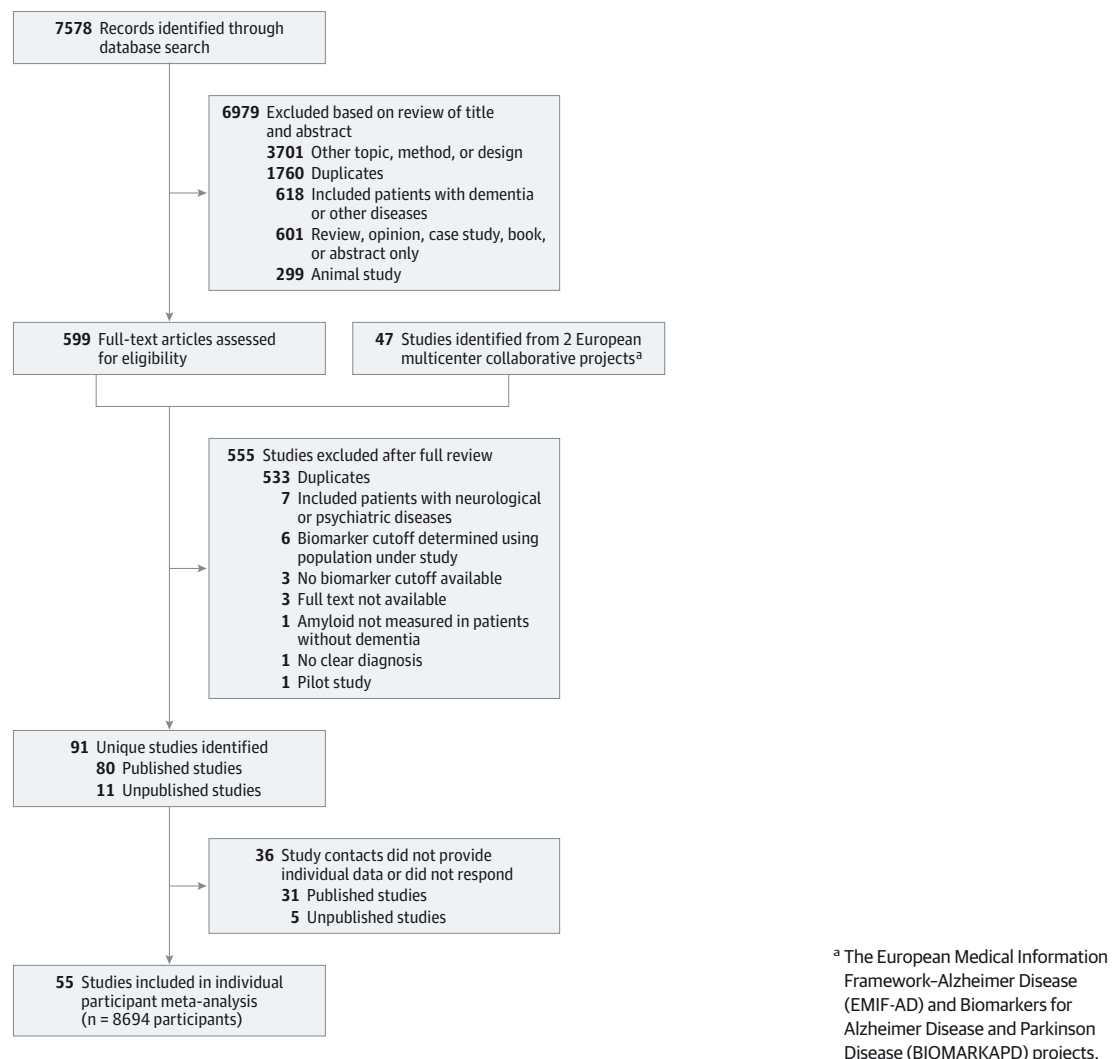 7578 Records identified through
database search
6979 Excluded based on review of title
and abstract
3701 Other topic, method, or design
1760 Duplicates
618 Included patients with dementia
or other diseases
601 Review, opinion, case study, book,
or abstract only
299 Animal study
599 Full-text articles assessed
for eligibility
47 Studies identified from 2 European
multicenter collaborative projectsa
555 Studies excluded after full review
533 Duplicates
7 Included patients with neurological
or psychiatric diseases
6 Biomarker cutoff determined using
population under study
3 No biomarker cutoff available
3 Full text not available
1 Amyloid not measured in patients
without dementia
1 No clear diagnosis
1 Pilot study
91 Unique studies identified
80 Published studies
11 Unpublished studies
36 Study contacts did not provide
individual data or did not respond
31 Published studies
5 Unpublished studies
55 Studies included in individual
participant meta-analysis
(n = 8694 participants)
a The European Medical Information
Framework–Alzheimer Disease
(EMIF-AD) and Biomarkers for
Alzheimer Disease and Parkinson
Disease (BIOMARKAPD) projects.